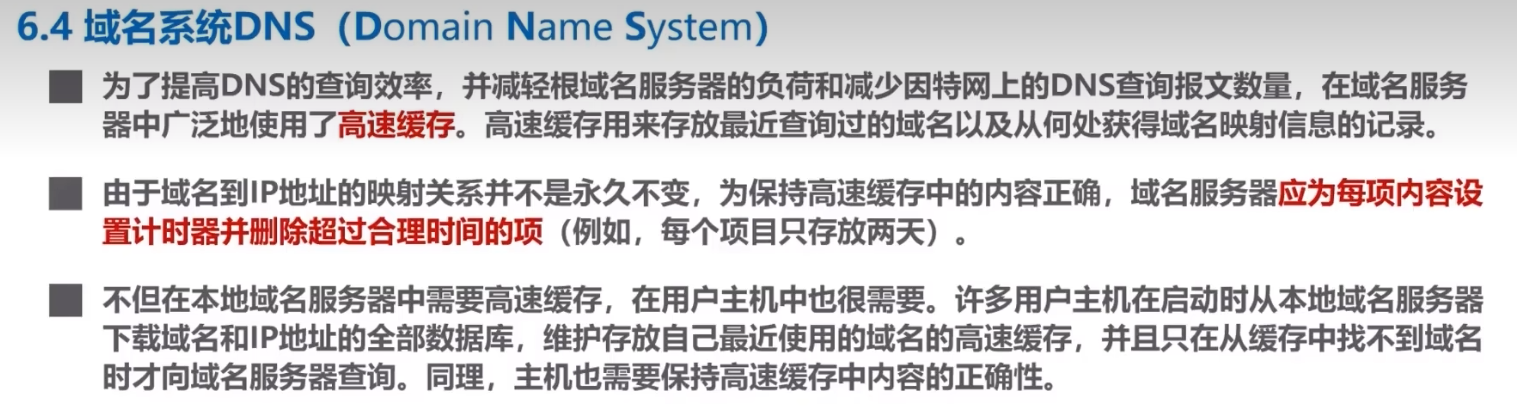 6.4 域名系统DNS（Domain Name System）
为了提高DNS的查询效率，并减轻根域名服务器的负荷和减少因特网上的DNS查询报文数量，在域名服务
器中广泛地使用了高速缓存。高速缓存用来存放最近查询过的域名以及从何处获得域名映射信息的记录。
由于域名到IP地址的映射关系并不是永久不变，为保持高速缓存中的内容正确，域名服务器应为每项内容设
置计时器并删除超过合理时间的项（例如，每个项目只存放两天）。
不但在本地域名服务器中需要高速缓存，在用户主机中也很需要。许多用户主机在启动时从本地域名服务器
下载域名和IP地址的全部数据库，维护存放自己最近使用的域名的高速缓存，并且只在从缓存中找不到域名
时才向域名服务器查询。同理，主机也需要保持高速缓存中内容的正确性。